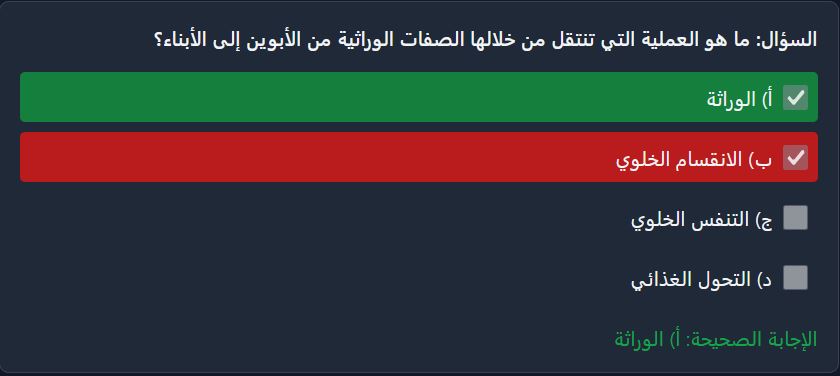 السؤال: ما هو العملية التي تنتقل من خلالها الصفات الوراثية من الأبوين إلى الأبناء؟
أ) الوراثة
ب) الانقسام الخلوي
ج) التنفس الخلوي
د) التحول الغذائي
الإجابة الصحيحة: أ) الوراثة